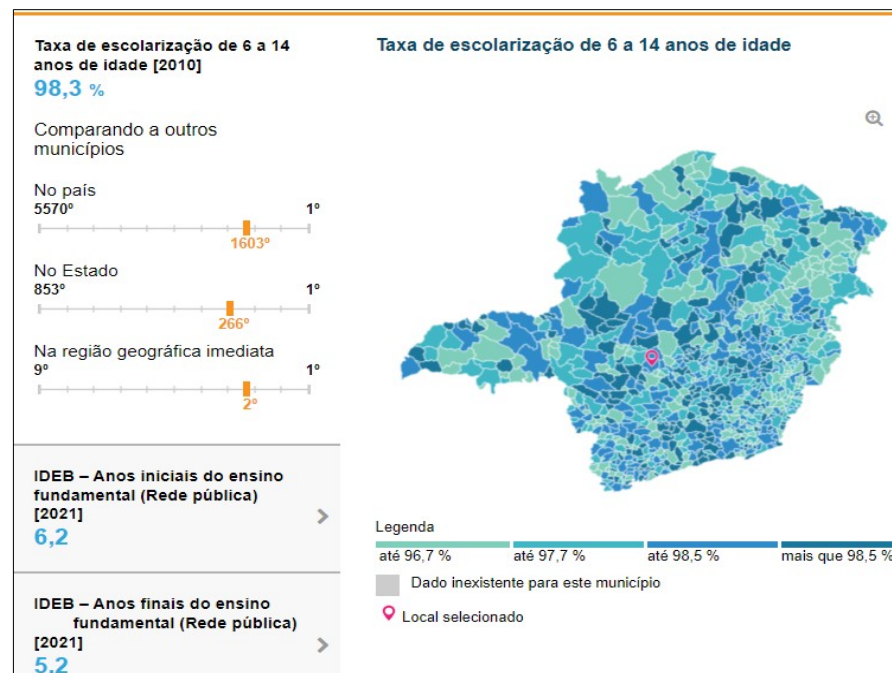 Taxa de escolarização de 6 a 14
anos de idade [2010]
98,3 %
Comparando a outros
municípios
No país
5570º 1º
1603º
No Estado
853º 1º
266º
Na região geográfica imediata
9º 1º
2º
IDEB – Anos iniciais do ensino
fundamental (Rede pública)
[2021]
6,2
IDEB – Anos finais do ensino
fundamental (Rede pública)
[2021]
5,2
Taxa de escolarização de 6 a 14 anos de idade
Legenda
até 96,7 % até 97,7 % até 98,5 % mais que 98,5 %
Dado inexistente para este município
Local selecionado